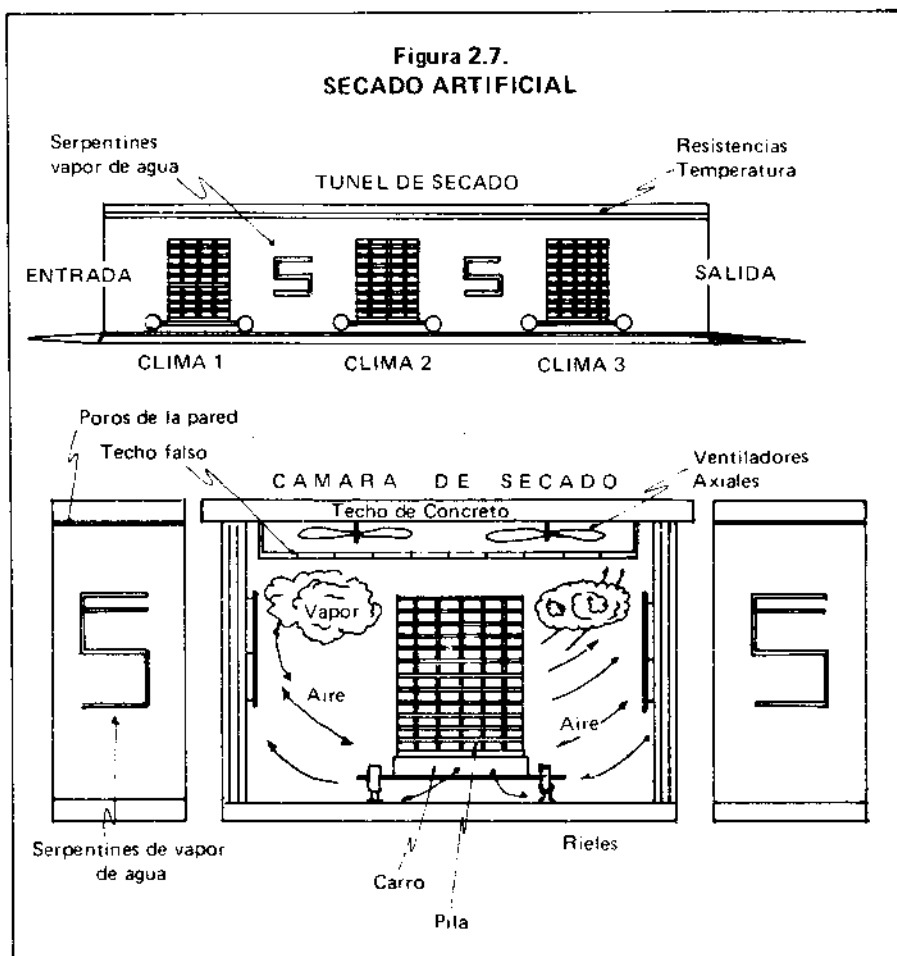 Figura 2.7.
SECADO ARTIFICIAL
Serpentines
vapor de agua
Resistencias
Temperatura
TUNEL DE SECADO
ENTRADA
SALIDA
CLIMA 1
CLIMA 2
CLIMA 3
Poros de la pared
Techo falso
CAMARA DE SECADO
Ventiladores
Axiales
Techo de Concreto
Vapor
Aire
Aire
Serpentines de vapor
de agua
Rieles
Carro
Pila